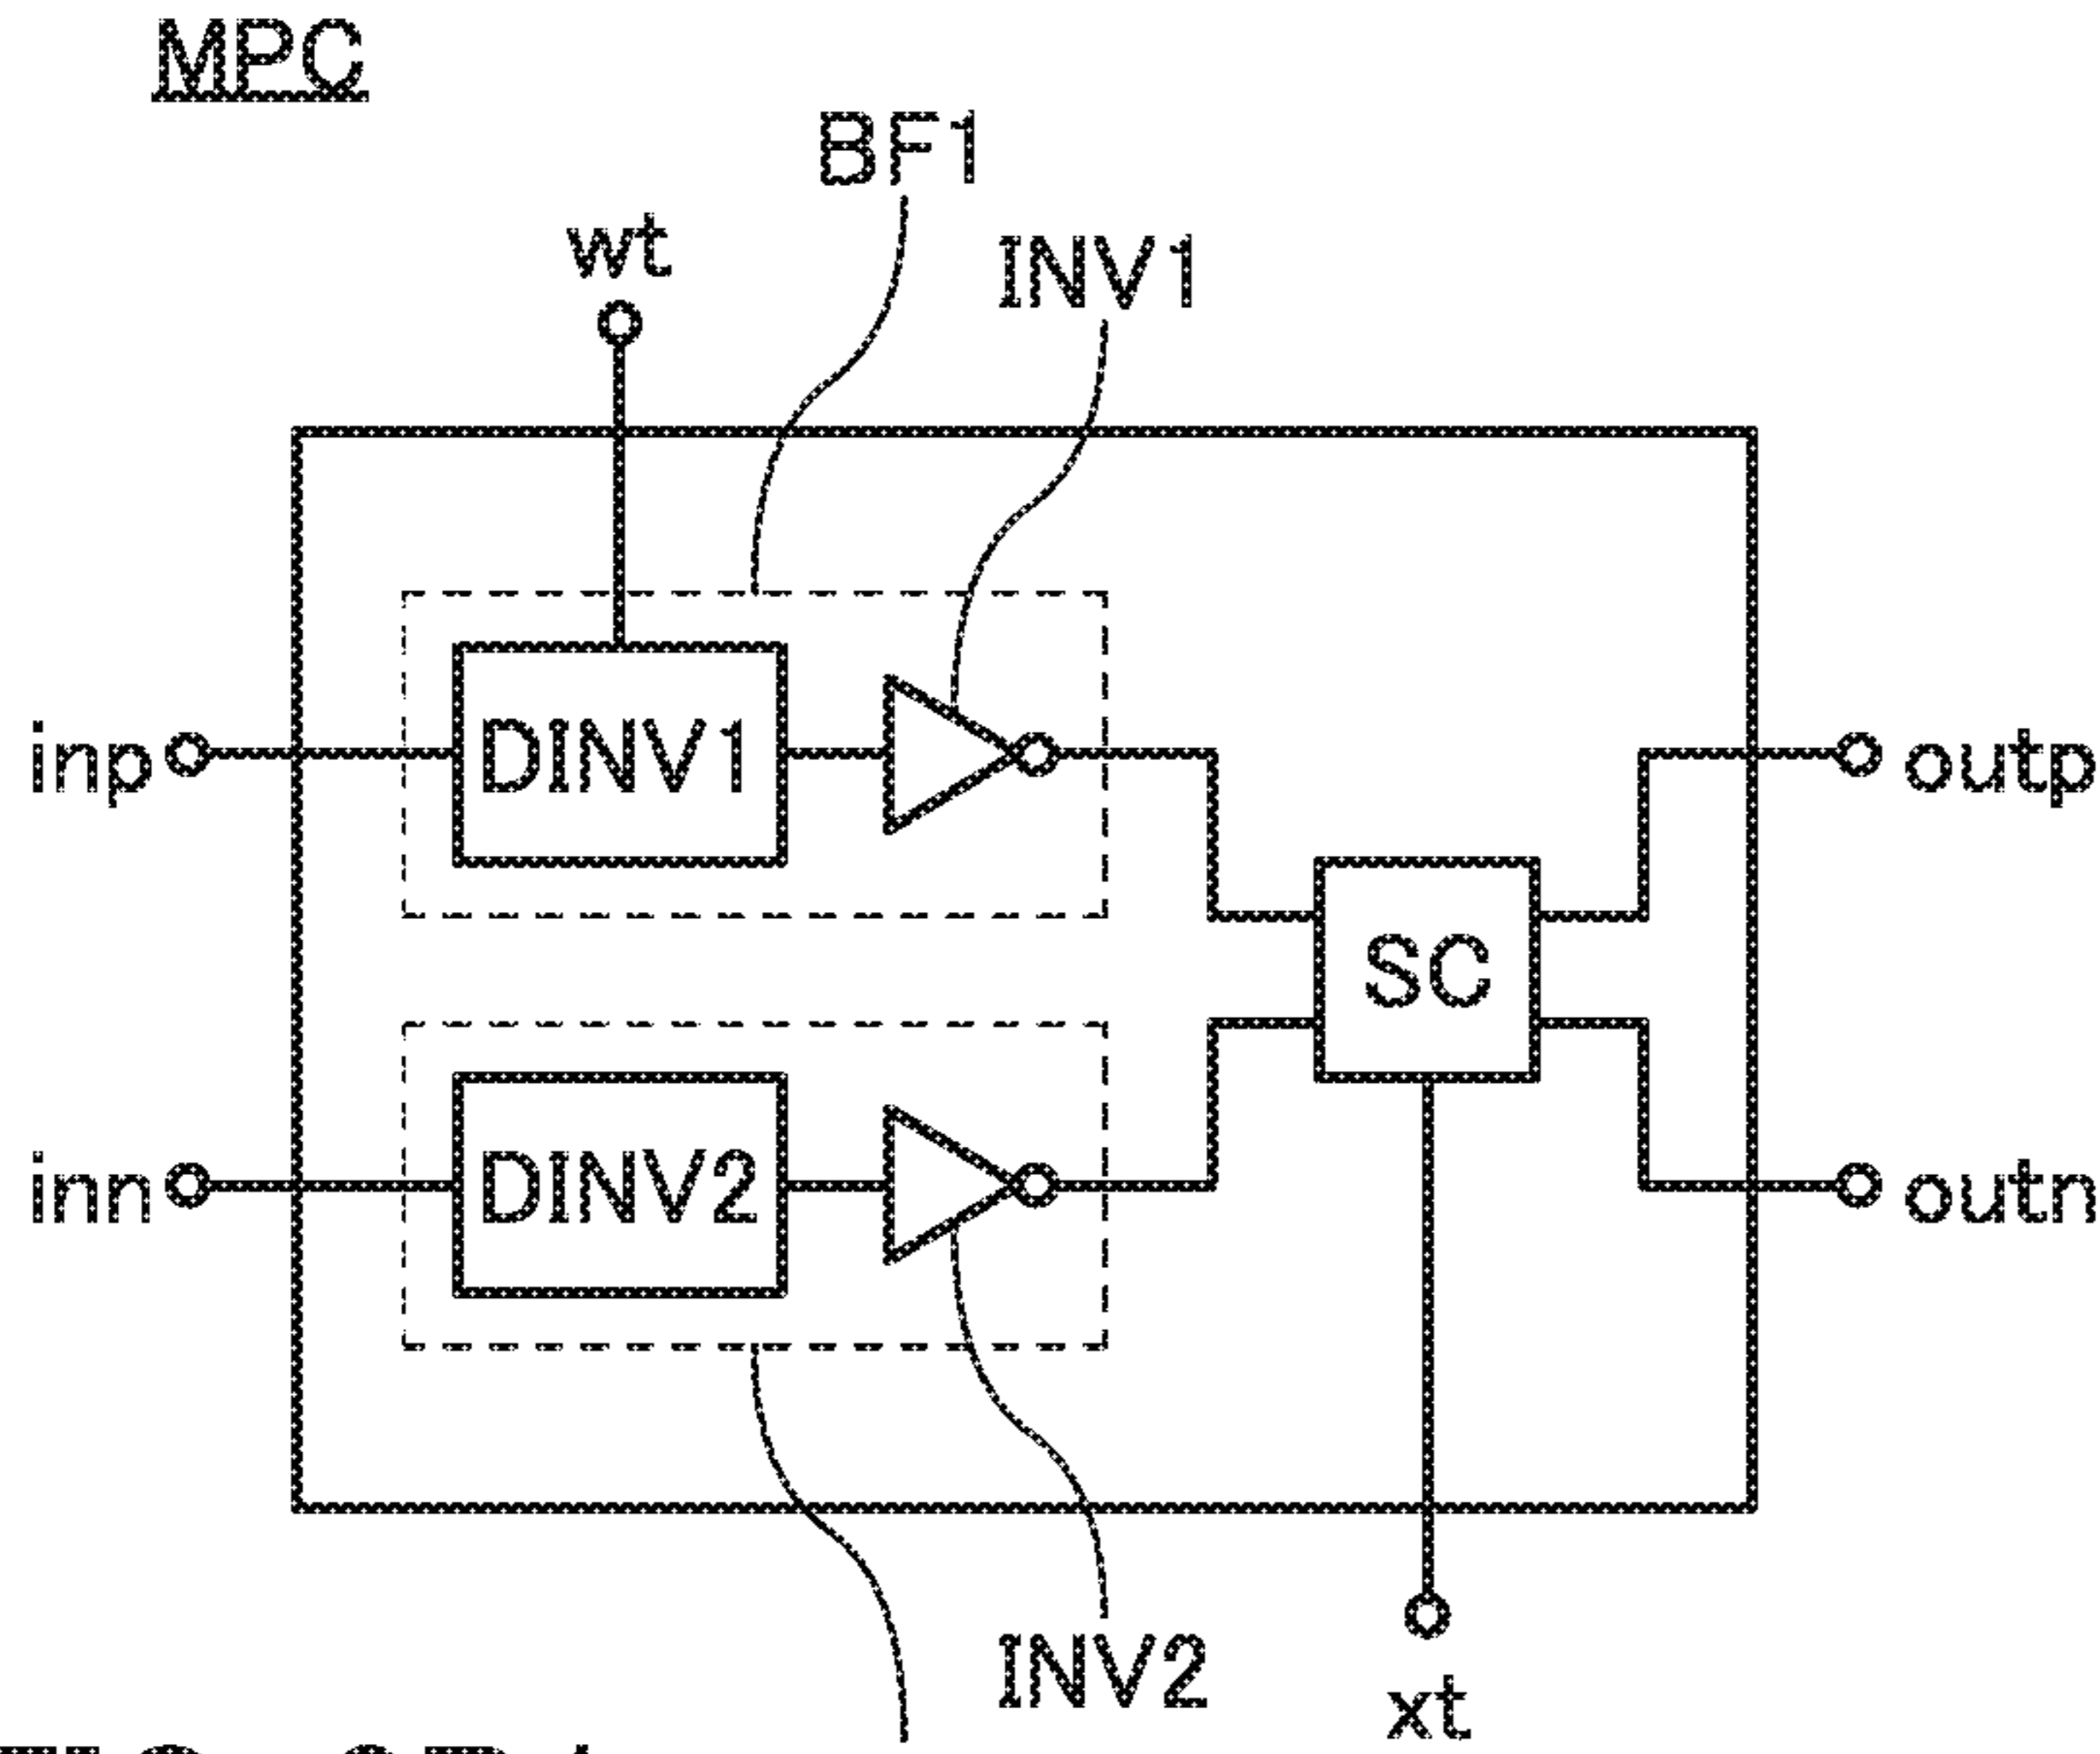 MPC
BF1
wt
INV1
inp
DINV1
outp
SC
inn
DINV2
outn
INV2
xt